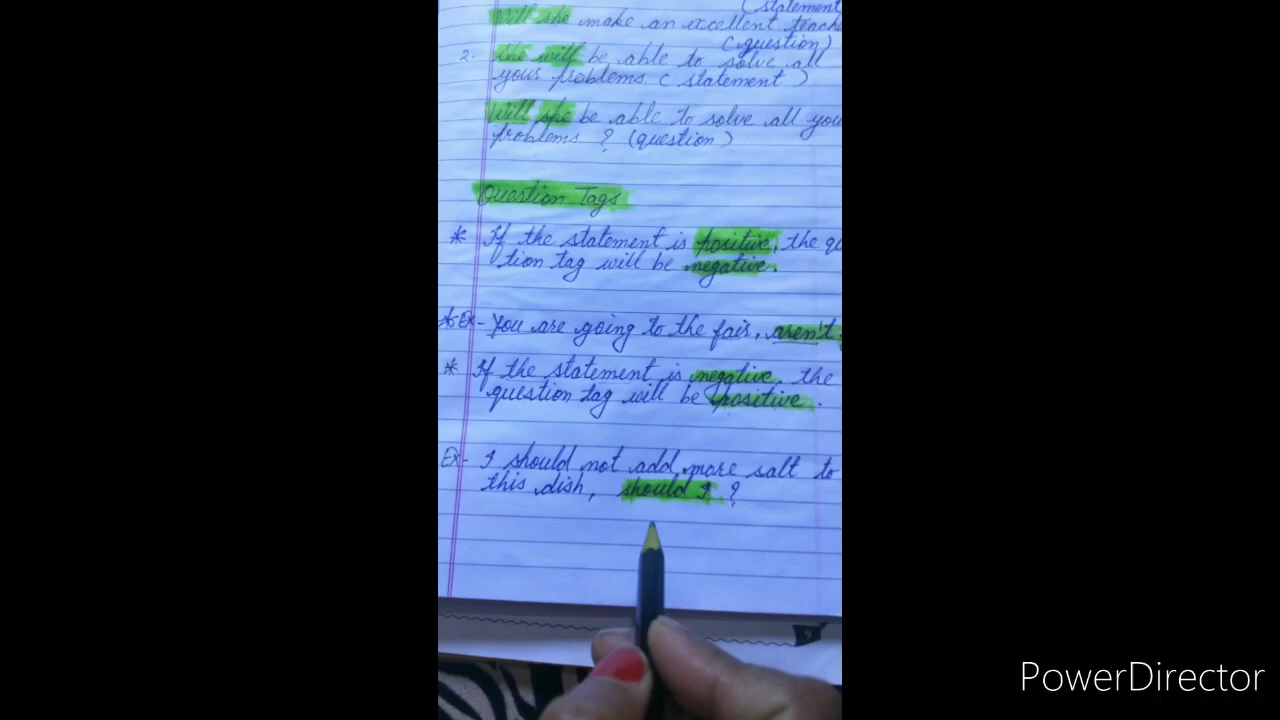 (statement
Will she make an excellent teache
(question)
2. She will be able to solve all
your problems. ( statement )
Will she be able to solve all you
problems. ? (question)
Question Tags
* If the statement is positive, the qu
tion tag will be negative.
* Ex- You are going to the fair, aren't
* If the statement is negative, the
question tag will be positive.
Ex- I should not add more salt to
this dish, should I. ?
9
PowerDirector